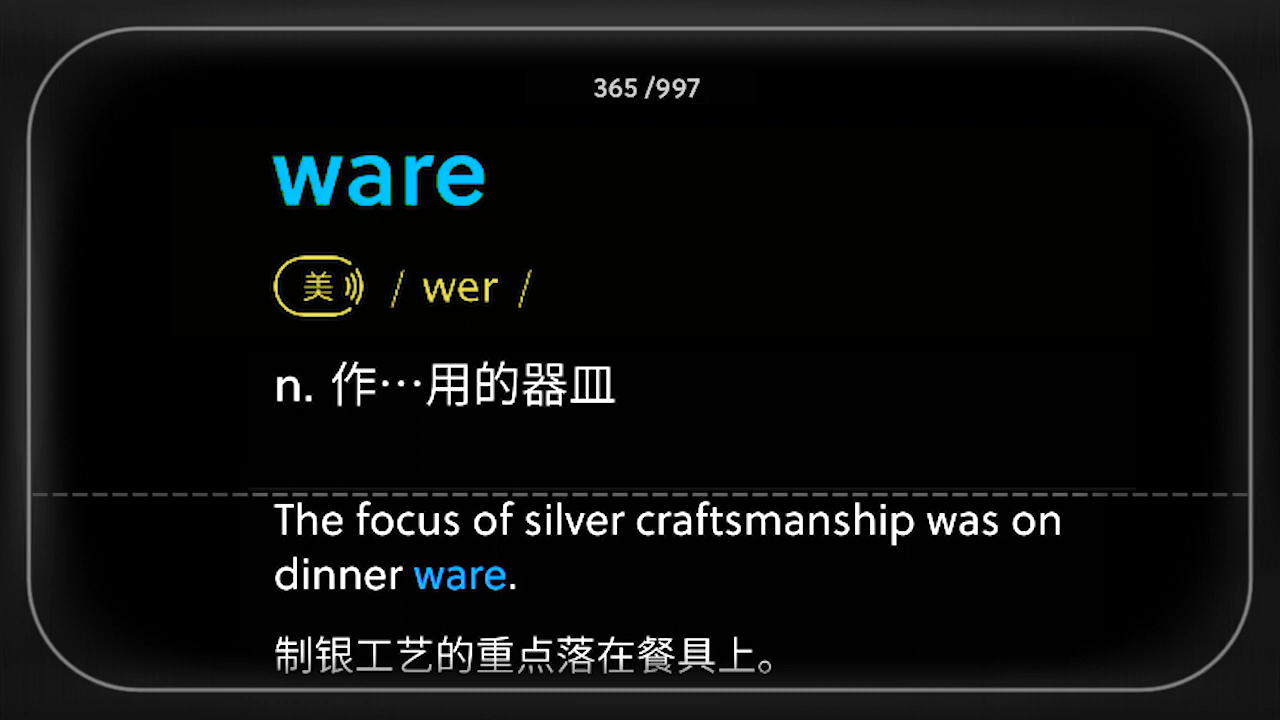 365 /997
ware
美 / wer /
n. 作…用的器皿
The focus of silver craftsmanship was on
dinner ware.
制银工艺的重点落在餐具上。